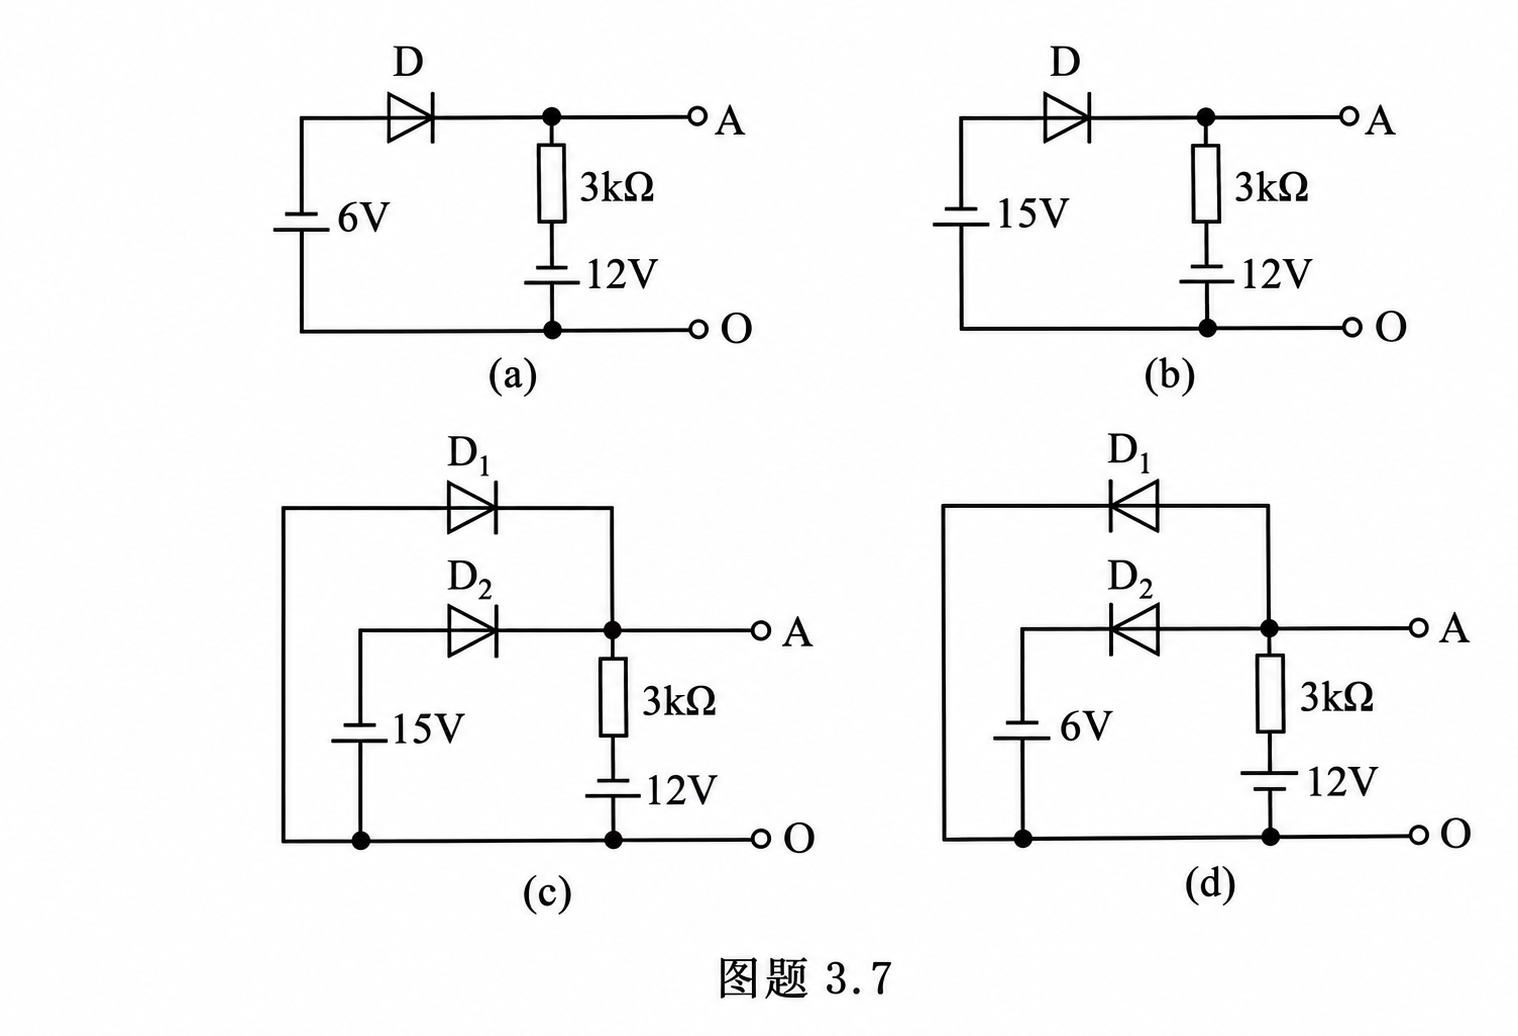 D
A
3kΩ
6V
12V
O
(a)
D
A
3kΩ
15V
12V
O
(b)
D₁
D₂
A
3kΩ
15V
12V
O
(c)
D₁
D₂
A
3kΩ
6V
12V
O
(d)
图题 3.7